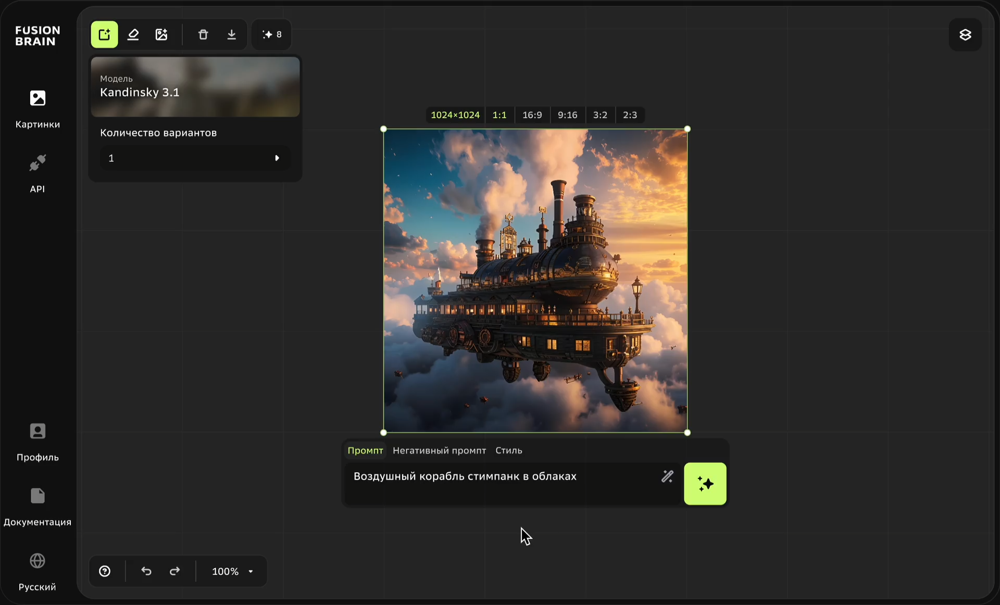 FUSION
BRAIN
Картинки
API
Профиль
Документация
Русский
8
Модель
Kandinsky 3.1
Количество вариантов
1
1024×1024 1:1 16:9 9:16 3:2 2:3
Промпт Негативный промпт Стиль
Воздушный корабль стимпанк в облаках
100%